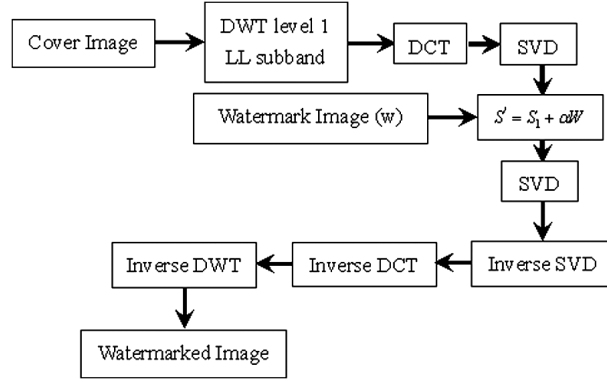 Cover Image
DWT level 1
LL subband
DCT
SVD
Watermark Image (w)
S' = S₁ + αW
SVD
Inverse DWT
Inverse DCT
Inverse SVD
Watermarked Image